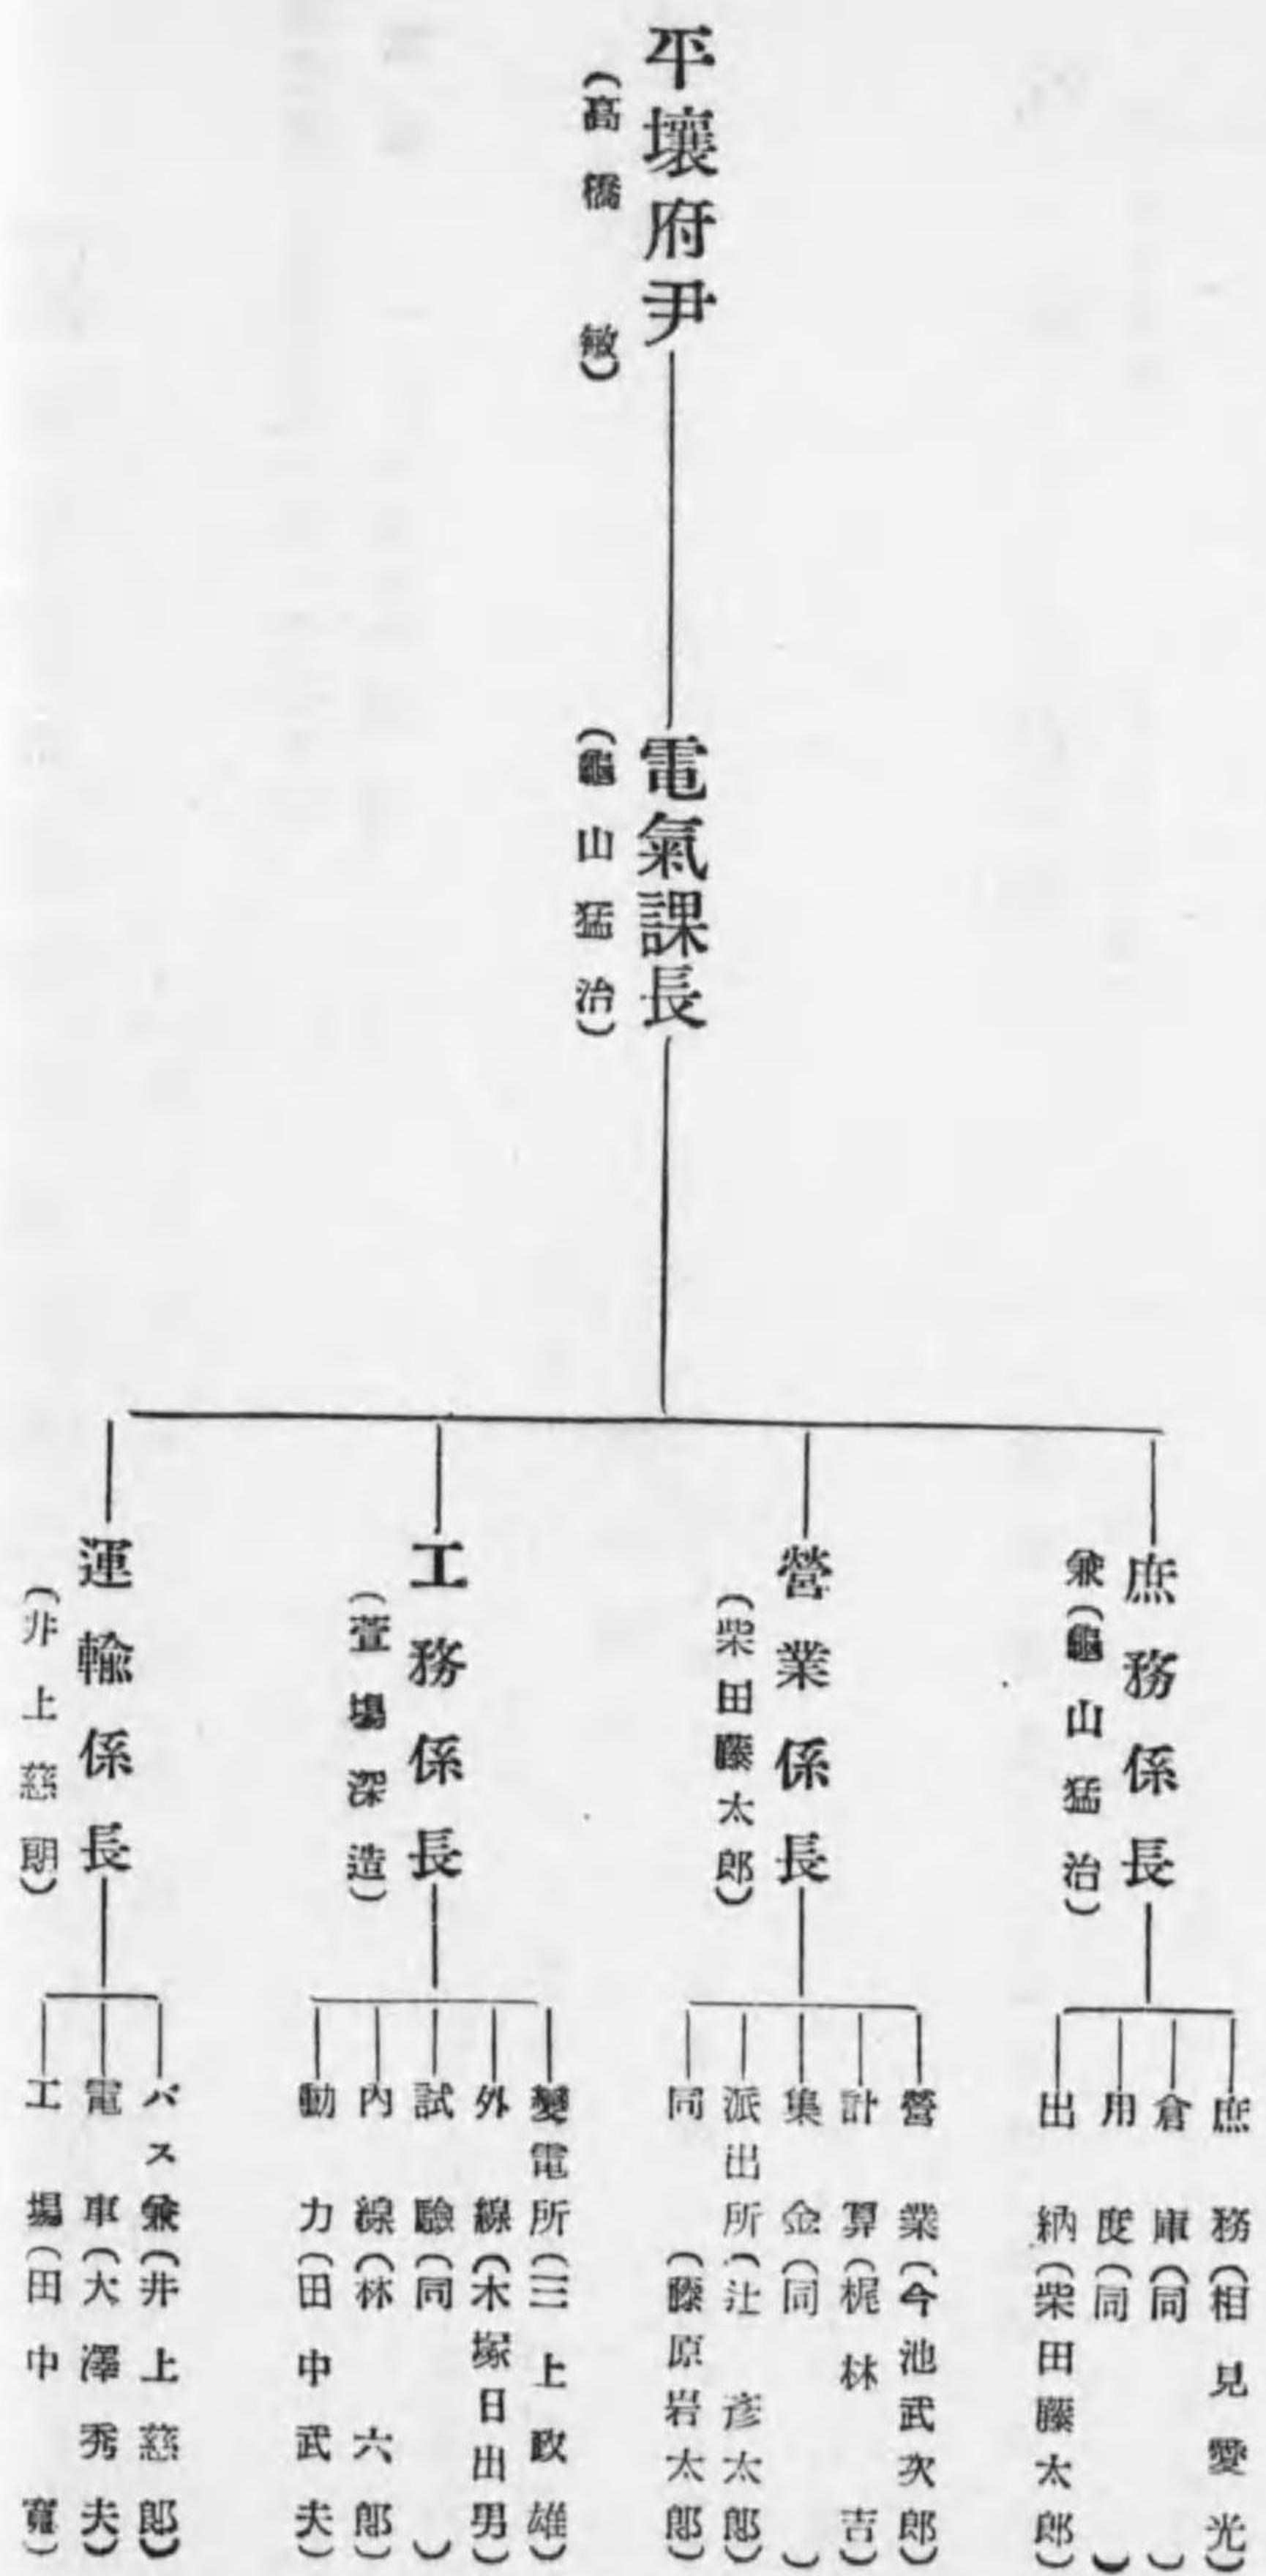 平壤府尹
(高橋 敏)
電氣課長
(龜山猛治)
庶務係長
兼(龜山猛治)
庶務(相見愛光)
倉庫(同 )
用度(同 )
出納(柴田藤太郎)
營業係長
(柴田藤太郎)
營業(今池武次郎)
計算(梶林 吉)
集金(同 )
派出所(辻 彥太郎)
同 (藤原岩太郎)
工務係長
(萱場深造)
變電所(三上政雄)
外線(木塚日出男)
試驗(同 )
內線(林 六郎)
動力(田中武夫)
運輸係長
(井上慈朗)
バス兼(井上慈郎)
電車(大澤秀夫)
工場(田中 寬)